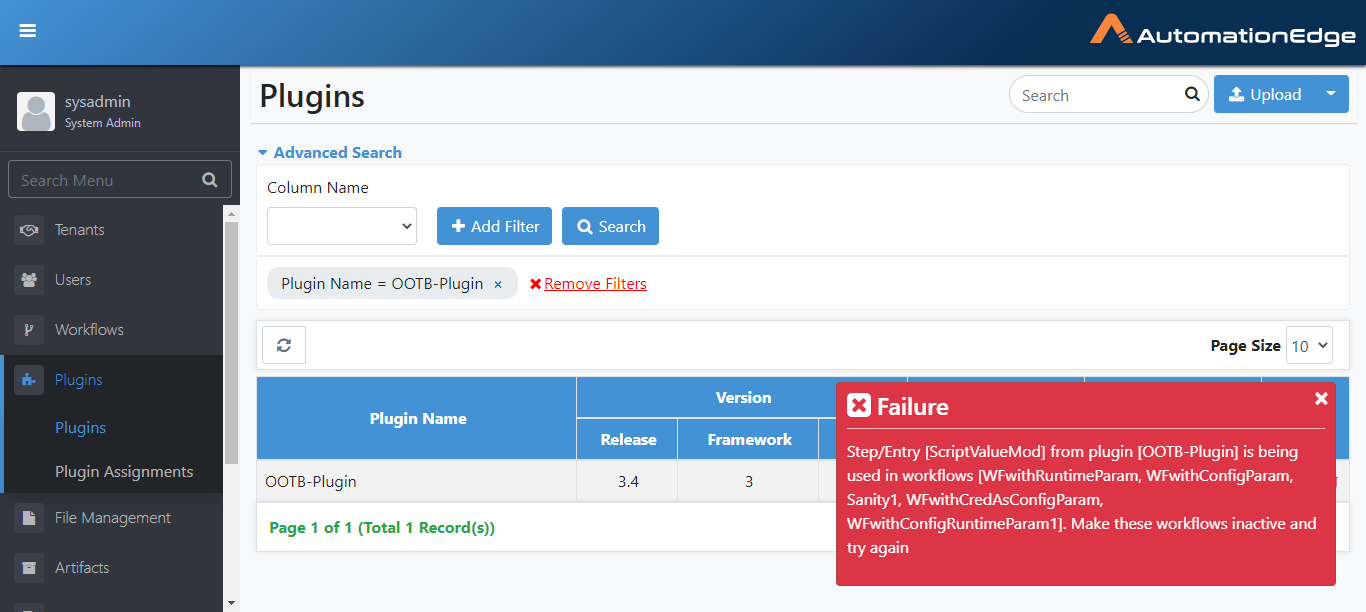 AutomationEdge
sysadmin
System Admin
Search Menu
Tenants
Users
Workflows
Plugins
Plugins
Plugin Assignments
File Management
Artifacts
Plugins
Search
Upload
Advanced Search
Column Name
Add Filter
Search
Plugin Name = OOTB-Plugin ×
Remove Filters
Page Size 10
Plugin Name
Version
Release
Framework
OOTB-Plugin
3.4
3
Page 1 of 1 (Total 1 Record(s))
Failure
Step/Entry [ScriptValueMod] from plugin [OOTB-Plugin] is being
used in workflows [WFwithRuntimeParam, WFwithConfigParam,
Sanity1, WFwithCredAsConfigParam,
WFwithConfigRuntimeParam1]. Make these workflows inactive and
try again